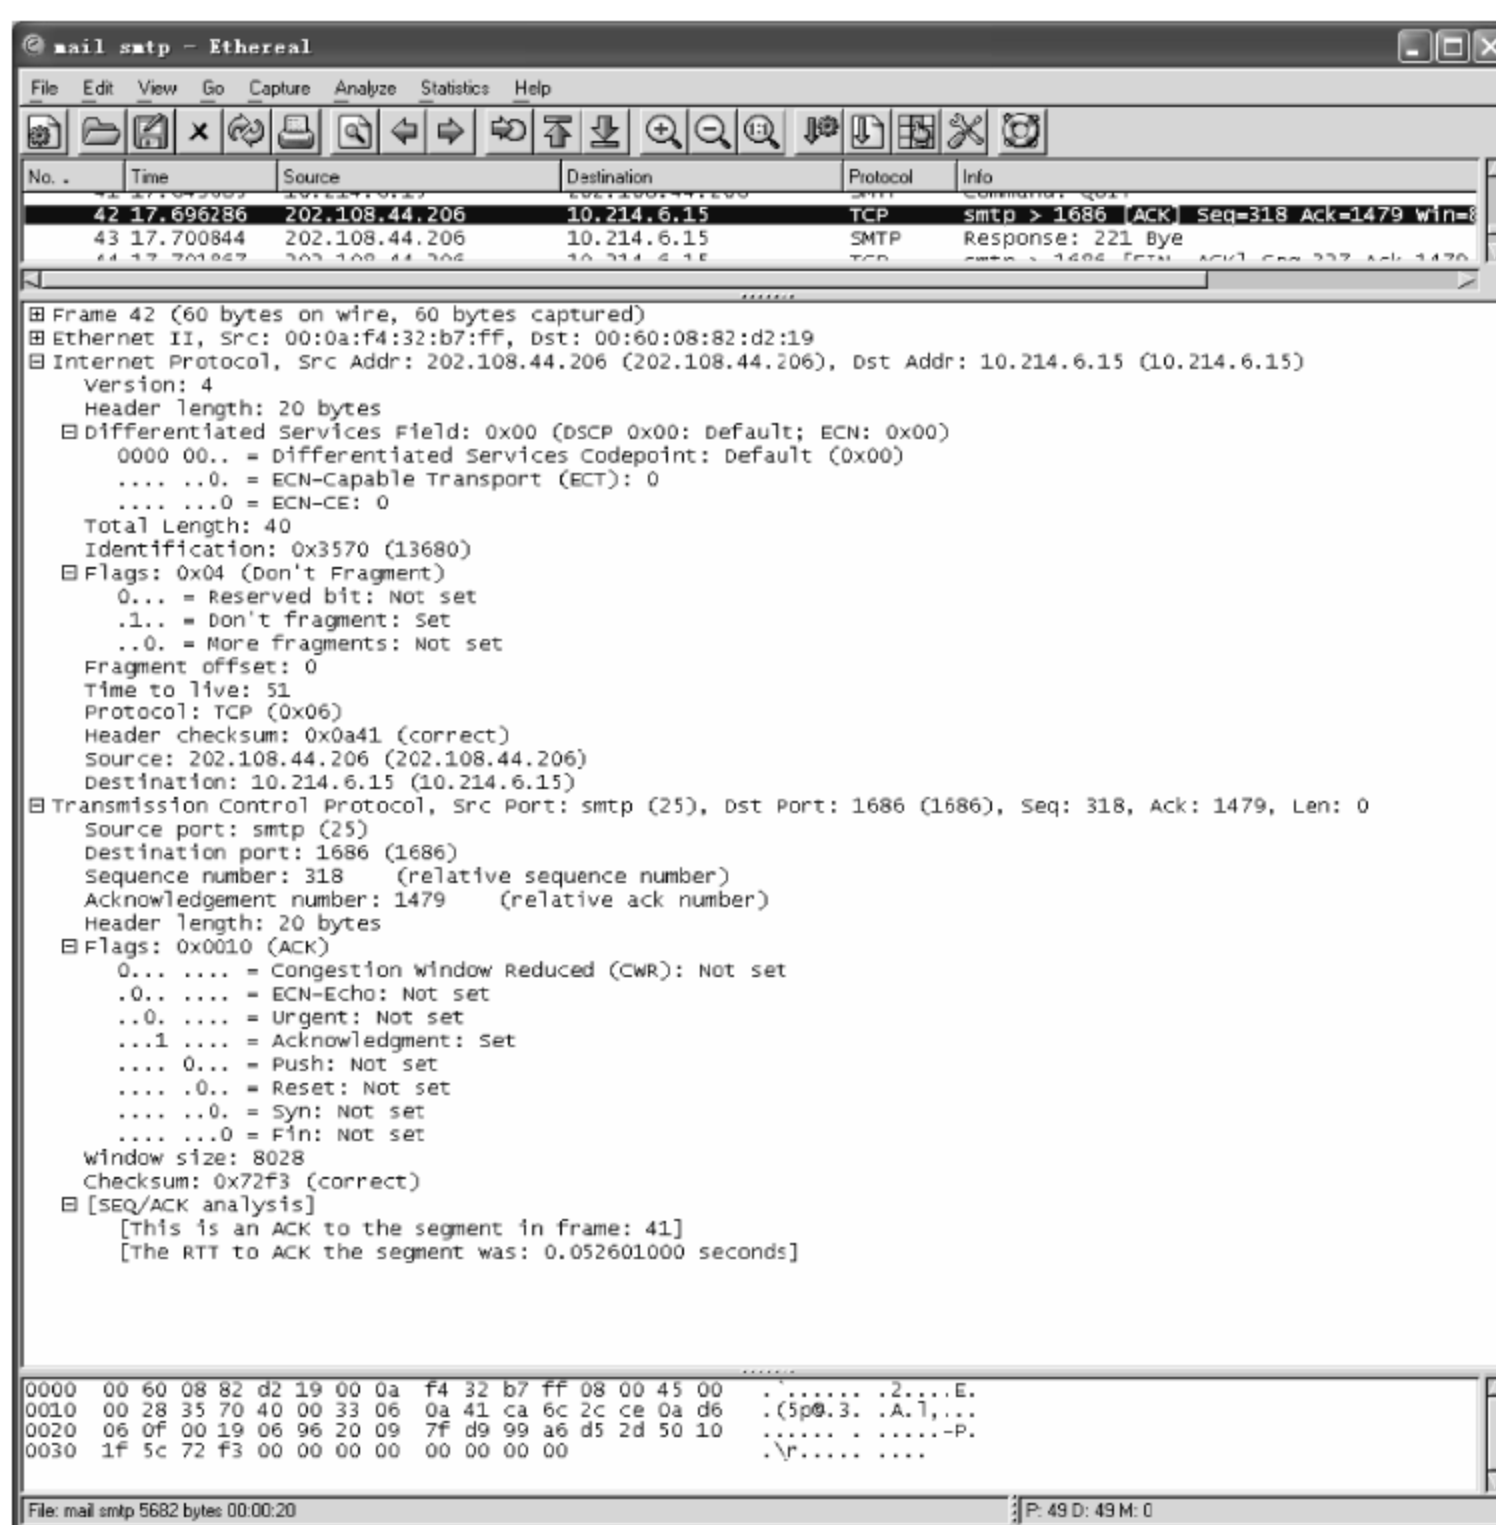 mail smtp - Ethereal
File Edit View Go Capture Analyze Statistics Help
No. . Time Source Destination Protocol Info
42 17.696286 202.108.44.206 10.214.6.15 TCP smtp > 1686 [ACK] Seq=318 Ack=1479 Win=8
43 17.700844 202.108.44.206 10.214.6.15 SMTP Response: 221 Bye
Frame 42 (60 bytes on wire, 60 bytes captured)
Ethernet II, Src: 00:0a:f4:32:b7:ff, Dst: 00:60:08:82:d2:19
Internet Protocol, Src Addr: 202.108.44.206 (202.108.44.206), Dst Addr: 10.214.6.15 (10.214.6.15)
Version: 4
Header length: 20 bytes
Differentiated Services Field: 0x00 (DSCP 0x00: Default; ECN: 0x00)
0000 00.. = Differentiated Services Codepoint: Default (0x00)
.... ..0. = ECN-Capable Transport (ECT): 0
.... ...0 = ECN-CE: 0
Total Length: 40
Identification: 0x3570 (13680)
Flags: 0x04 (Don't Fragment)
0... = Reserved bit: Not set
.1.. = Don't fragment: Set
..0. = More fragments: Not set
Fragment offset: 0
Time to live: 51
Protocol: TCP (0x06)
Header checksum: 0x0a41 (correct)
Source: 202.108.44.206 (202.108.44.206)
Destination: 10.214.6.15 (10.214.6.15)
Transmission Control Protocol, Src Port: smtp (25), Dst Port: 1686 (1686), Seq: 318, Ack: 1479, Len: 0
Source port: smtp (25)
Destination port: 1686 (1686)
Sequence number: 318 (relative sequence number)
Acknowledgement number: 1479 (relative ack number)
Header length: 20 bytes
Flags: 0x0010 (ACK)
0... .... = Congestion Window Reduced (CWR): Not set
.0.. .... = ECN-Echo: Not set
..0. .... = Urgent: Not set
...1 .... = Acknowledgment: Set
.... 0... = Push: Not set
.... .0.. = Reset: Not set
.... ..0. = Syn: Not set
.... ...0 = Fin: Not set
Window size: 8028
Checksum: 0x72f3 (correct)
[SEQ/ACK analysis]
[This is an ACK to the segment in frame: 41]
[The RTT to ACK the segment was: 0.052601000 seconds]
0000 00 60 08 82 d2 19 00 0a f4 32 b7 ff 08 00 45 00 .`...... .2....E.
0010 00 28 35 70 40 00 33 06 0a 41 ca 6c 2c ce 0a d6 .(5p@.3. .A.l,...
0020 06 0f 00 19 06 96 20 09 7f d9 99 a6 d5 2d 50 10 ...... . .....-P.
0030 1f 5c 72 f3 00 00 00 00 00 00 00 00 .\r..... ....
File: mail smtp 5682 bytes 00:00:20 P: 49 D: 49 M: 0